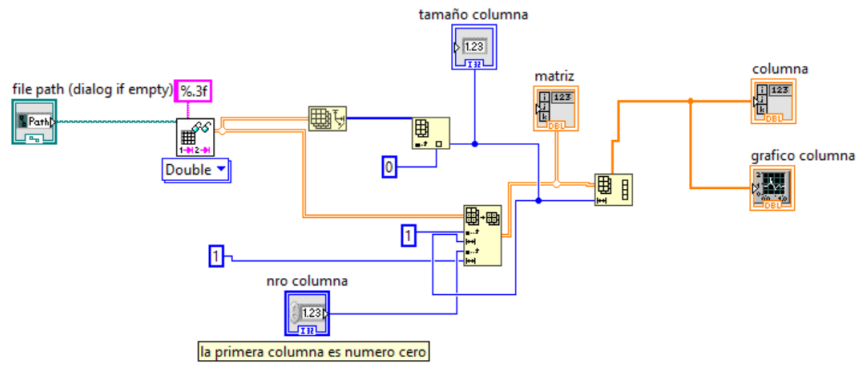 tamaño columna
1.23
I32
file path (dialog if empty)
%.3f
matriz
columna
Path
123
DBL
123
DBL
Double
0
grafico columna
DBL
1
1
nro columna
1.23
I32
la primera columna es numero cero